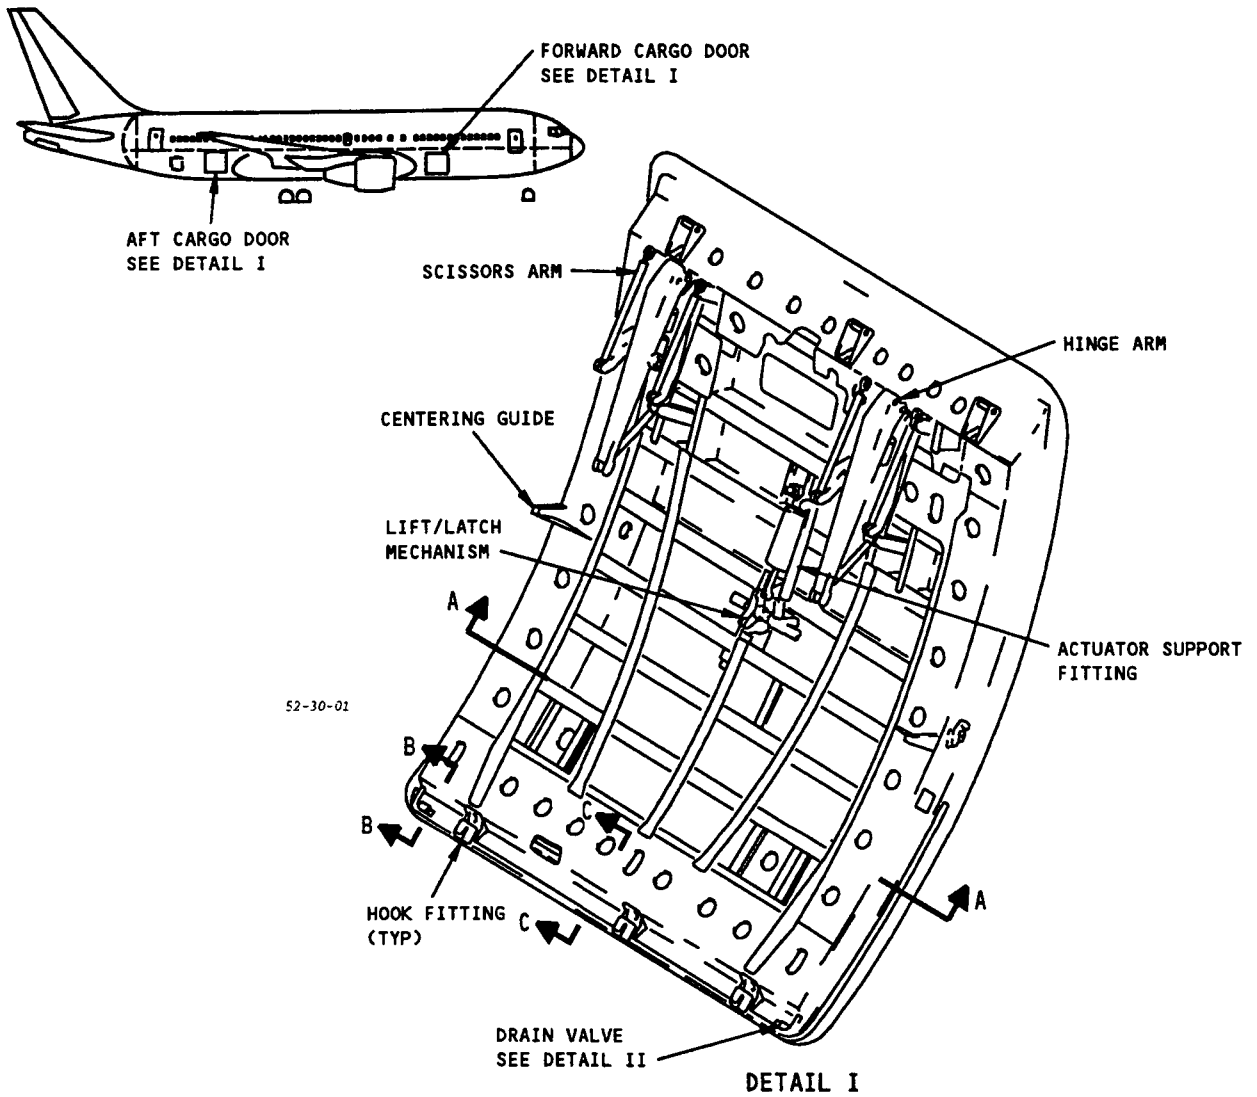 FORWARD CARGO DOOR
SEE DETAIL I
AFT CARGO DOOR
SEE DETAIL I
SCISSORS ARM
HINGE ARM
CENTERING GUIDE
LIFT/LATCH
MECHANISM
A
ACTUATOR SUPPORT
FITTING
52-30-01
B
B
C
A
HOOK FITTING
(TYP)
C
DRAIN VALVE
SEE DETAIL II
DETAIL I